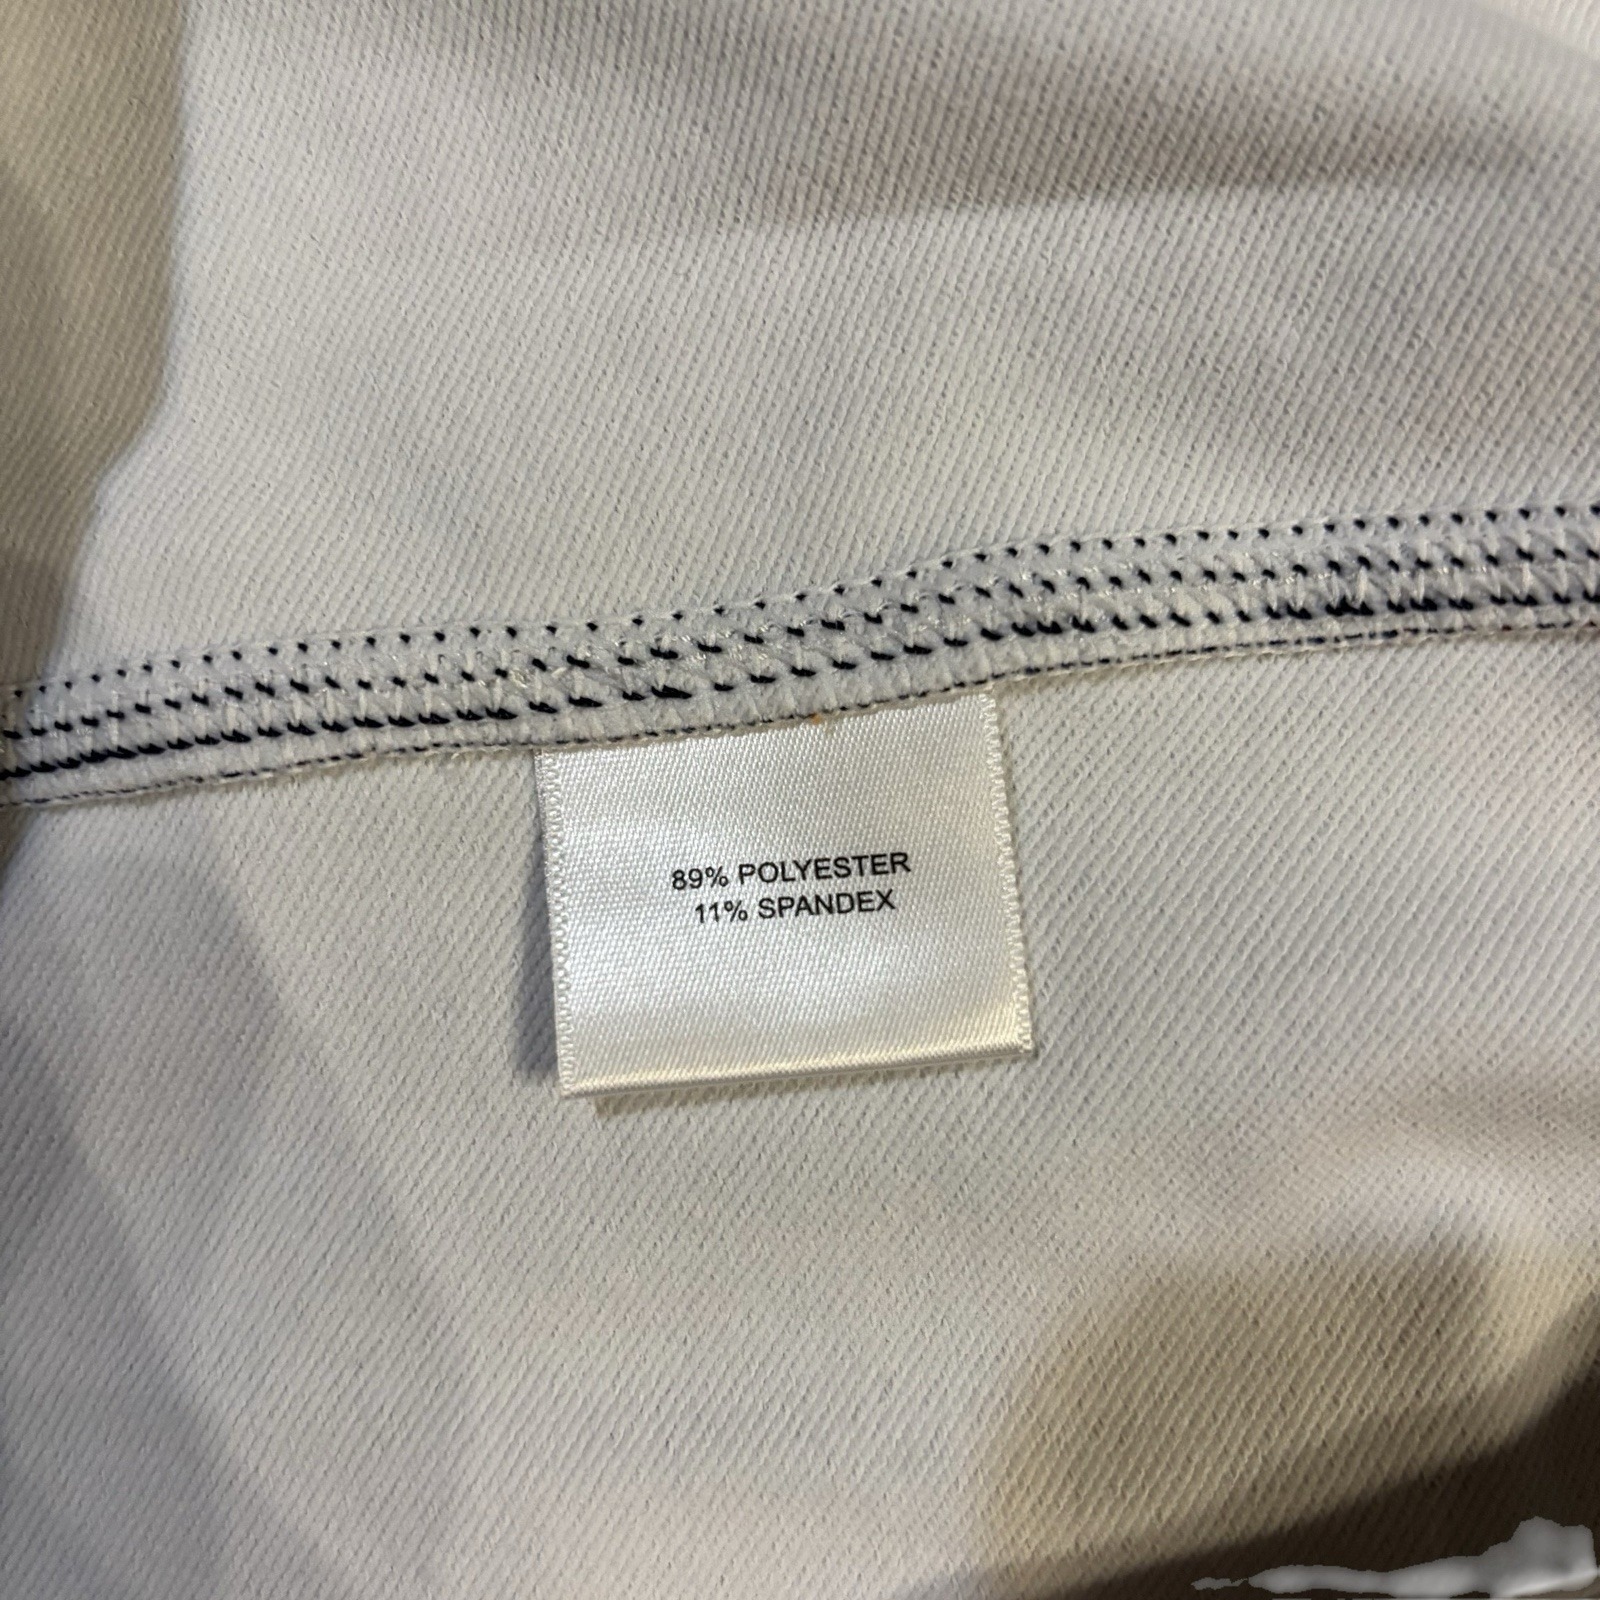 89% POLYESTER
11% SPANDEX